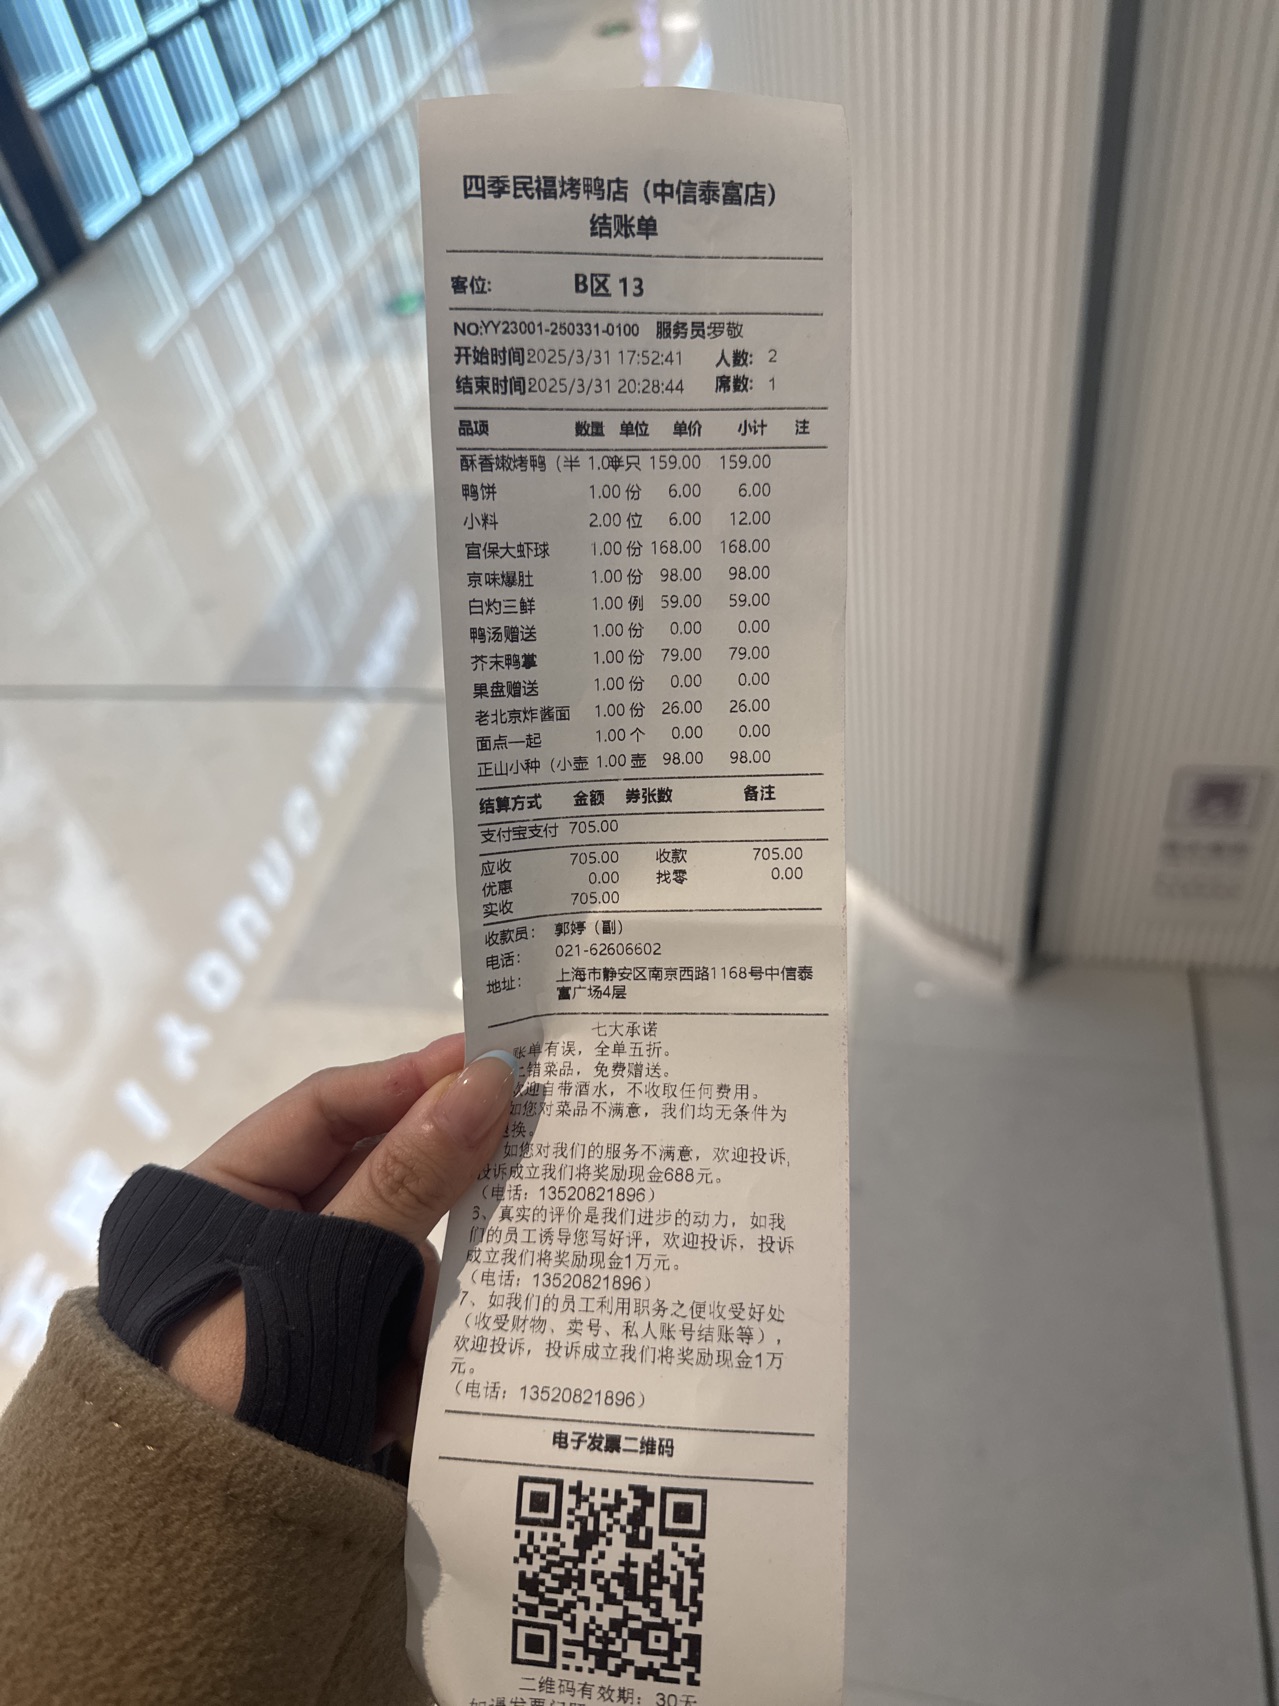 四季民福烤鸭店（中信泰富店）
结账单
客位: B区 13
NO:YY23001-250331-0100 服务员:罗敬
开始时间2025/3/31 17:52:41 人数: 2
结束时间2025/3/31 20:28:44 席数: 1
品项 数量 单位 单价 小计 注
酥香嫩烤鸭（半 1.00半只 159.00 159.00
鸭饼 1.00 份 6.00 6.00
小料 2.00 位 6.00 12.00
宫保大虾球 1.00 份 168.00 168.00
京味爆肚 1.00 份 98.00 98.00
白灼三鲜 1.00 例 59.00 59.00
鸭汤赠送 1.00 份 0.00 0.00
芥末鸭掌 1.00 份 79.00 79.00
果盘赠送 1.00 份 0.00 0.00
老北京炸酱面 1.00 份 26.00 26.00
面点一起 1.00 个 0.00 0.00
正山小种（小壶 1.00 壶 98.00 98.00
结算方式 金额 券张数 备注
支付宝支付 705.00
应收 705.00 收款 705.00
优惠 0.00 找零 0.00
实收 705.00
收款员: 郭婷（副）
电话: 021-62606602
地址: 上海市静安区南京西路1168号中信泰
富广场4层
七大承诺
账单有误，全单五折。
上错菜品，免费赠送。
欢迎自带酒水，不收取任何费用。
如您对菜品不满意，我们均无条件为
退换。
如您对我们的服务不满意，欢迎投诉，
投诉成立我们将奖励现金688元。
（电话：13520821896）
6、真实的评价是我们进步的动力，如我
们的员工诱导您写好评，欢迎投诉，投诉
成立我们将奖励现金1万元。
（电话：13520821896）
7、如我们的员工利用职务之便收受好处
（收受财物、卖号、私人账号结账等），
欢迎投诉，投诉成立我们将奖励现金1万
元。
（电话：13520821896）
电子发票二维码
二维码有效期：30天